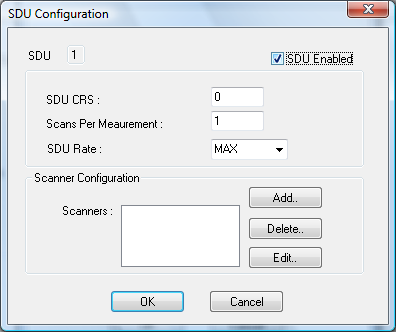 SDU Configuration
SDU 1 SDU Enabled
SDU CRS : 0
Scans Per Meaurement : 1
SDU Rate : MAX
Scanner Configuration
Scanners : Add..
Delete..
Edit..
OK Cancel